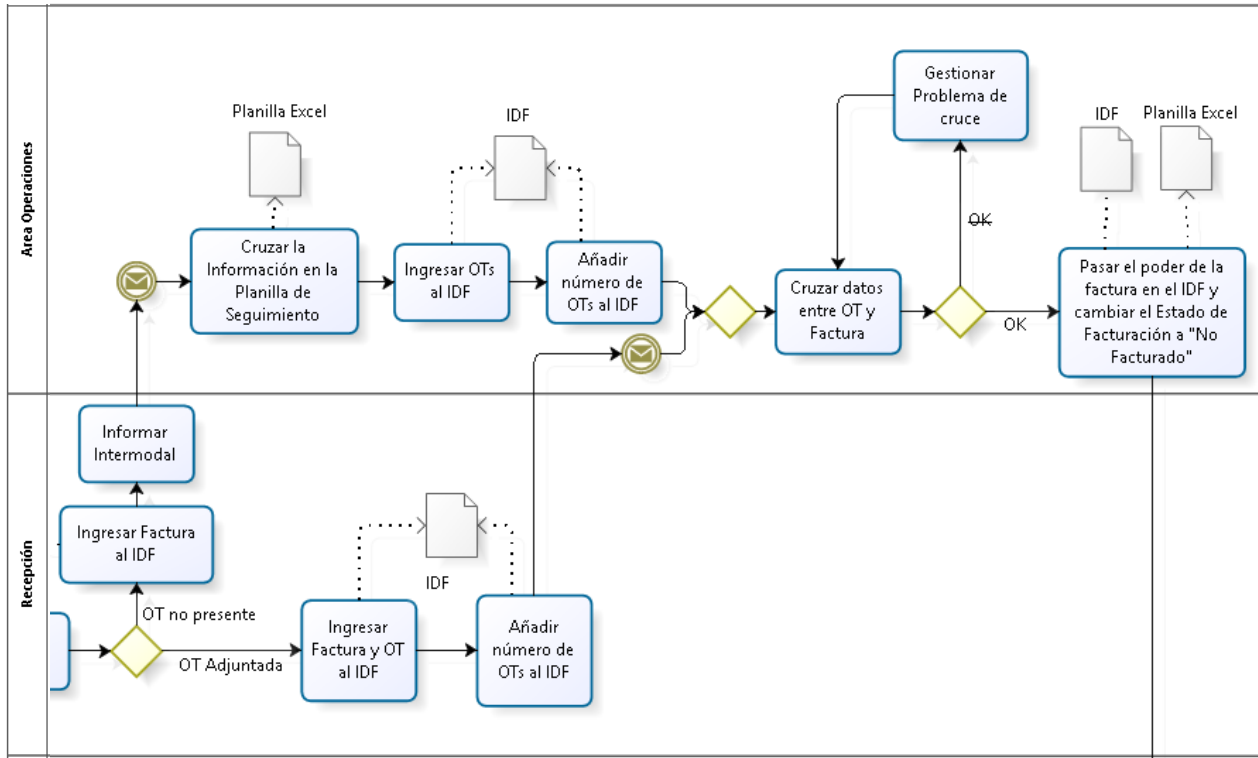 Area Operaciones
Planilla Excel
Cruzar la
Información en la
Planilla de
Seguimiento
IDF
Ingresar OTs
al IDF
Añadir
número de
OTs al IDF
Cruzar datos
entre OT y
Factura
Gestionar
Problema de
cruce
OK
OK
IDF
Planilla Excel
Pasar el poder de la
factura en el IDF y
cambiar el Estado de
Facturación a "No
Facturado"
Recepción
Informar
Intermodal
Ingresar Factura
al IDF
OT no presente
OT Adjuntada
IDF
Ingresar
Factura y OT
al IDF
Añadir
número de
OTs al IDF